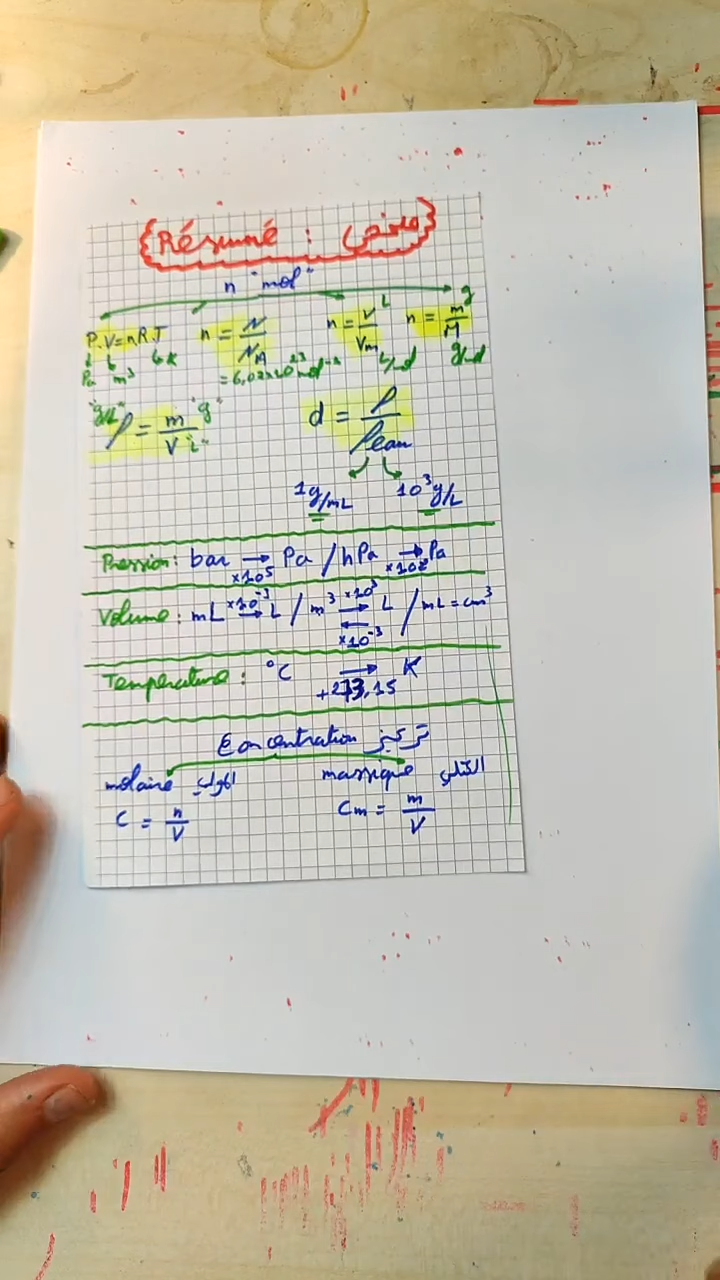 Résumé : ملخص
n "mol"
P.V=nR.T n = N/NA n = V/Vm L n = m/M g
Pa m³ K = 6,02×10²³ mol⁻¹ L/mol g/mol
"g/L" ρ = m/V "g" "L" d = ρ/ρeau
1g/mL 10³g/L
Pression : bar →×10⁵ Pa / hPa →×10² Pa
Volume : mL →×10⁻³ L / m³ →×10³ ←×10⁻³ L / mL = cm³
Température : °C →+273,15 K
Concentration تركيز
molaire المولي massique الكتلي
C = n/V Cm = m/V